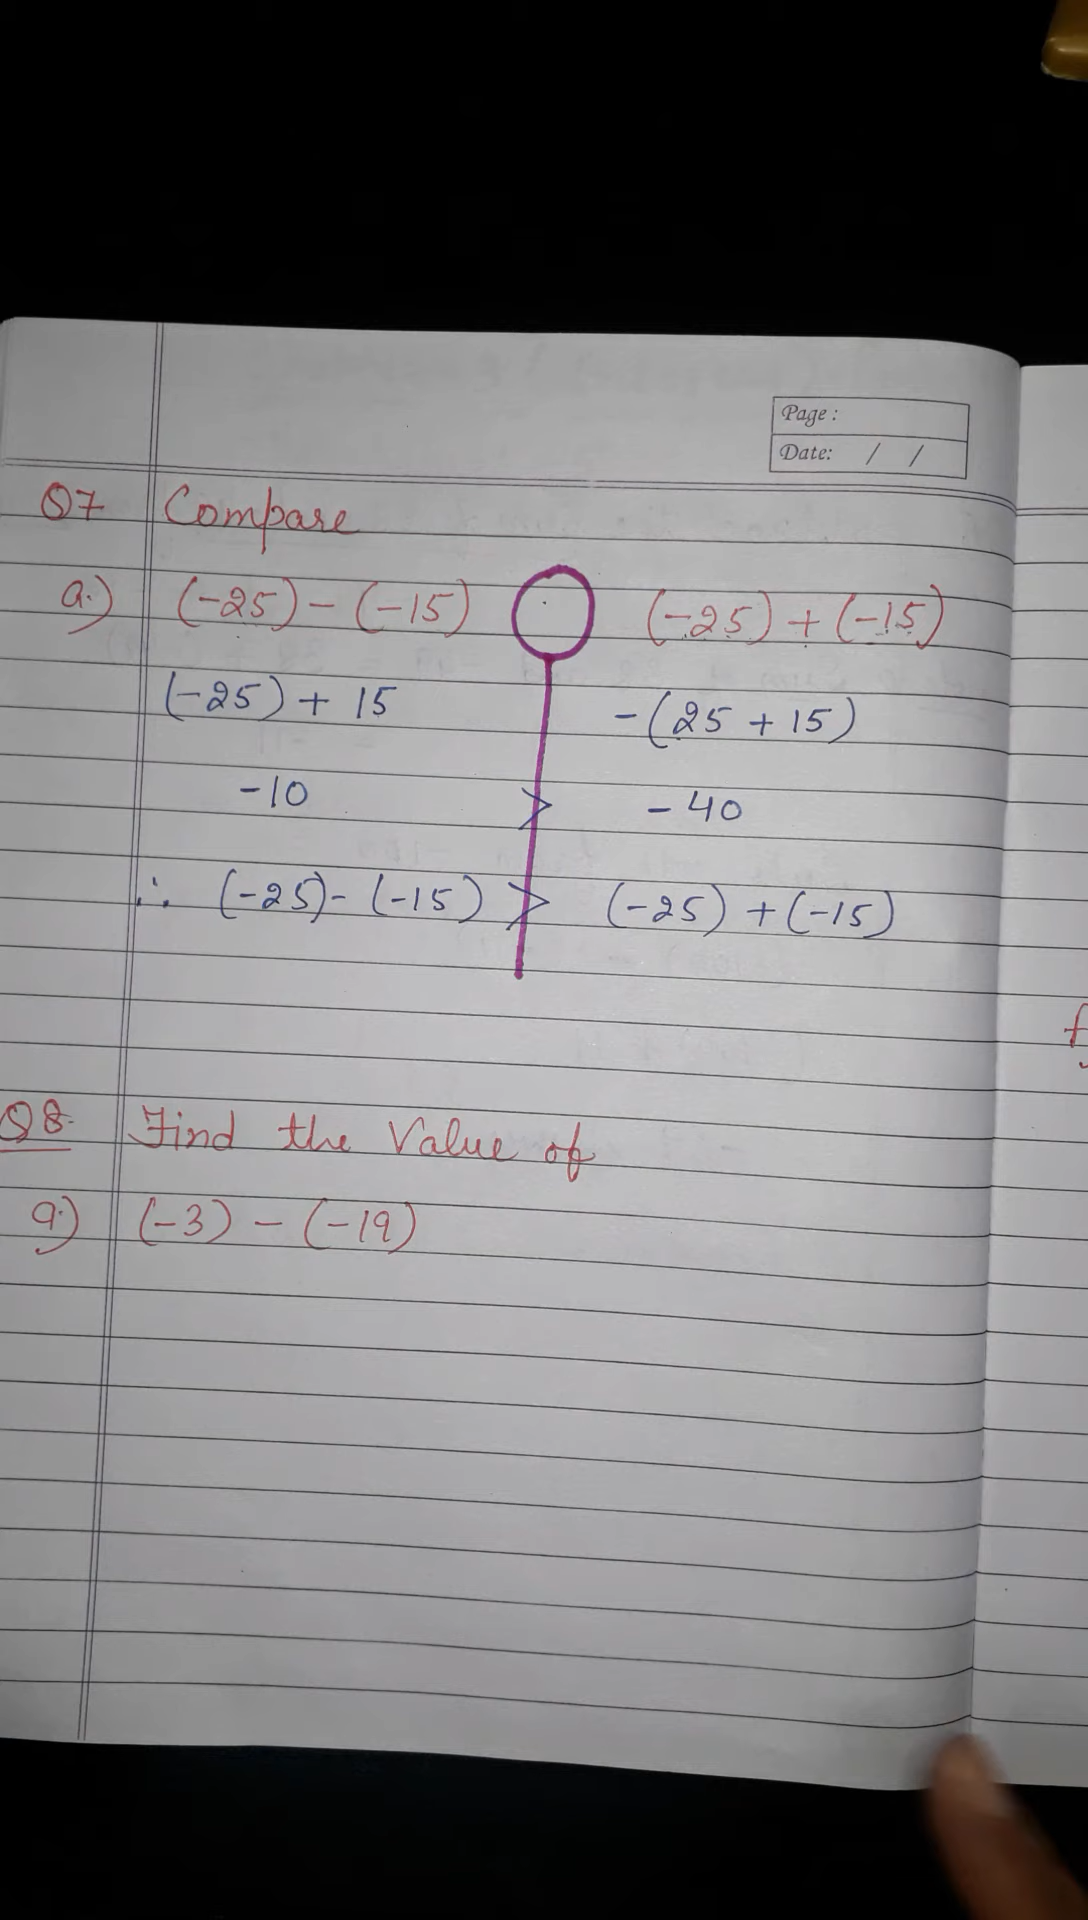 Page :
Date: / /
Q7 Compare
a.) (-25) - (-15) (-25) + (-15)
(-25) + 15 -(25 + 15)
-10 > -40
∴ (-25) - (-15) > (-25) + (-15)
Q8. Find the Value of
a.) (-3) - (-19)